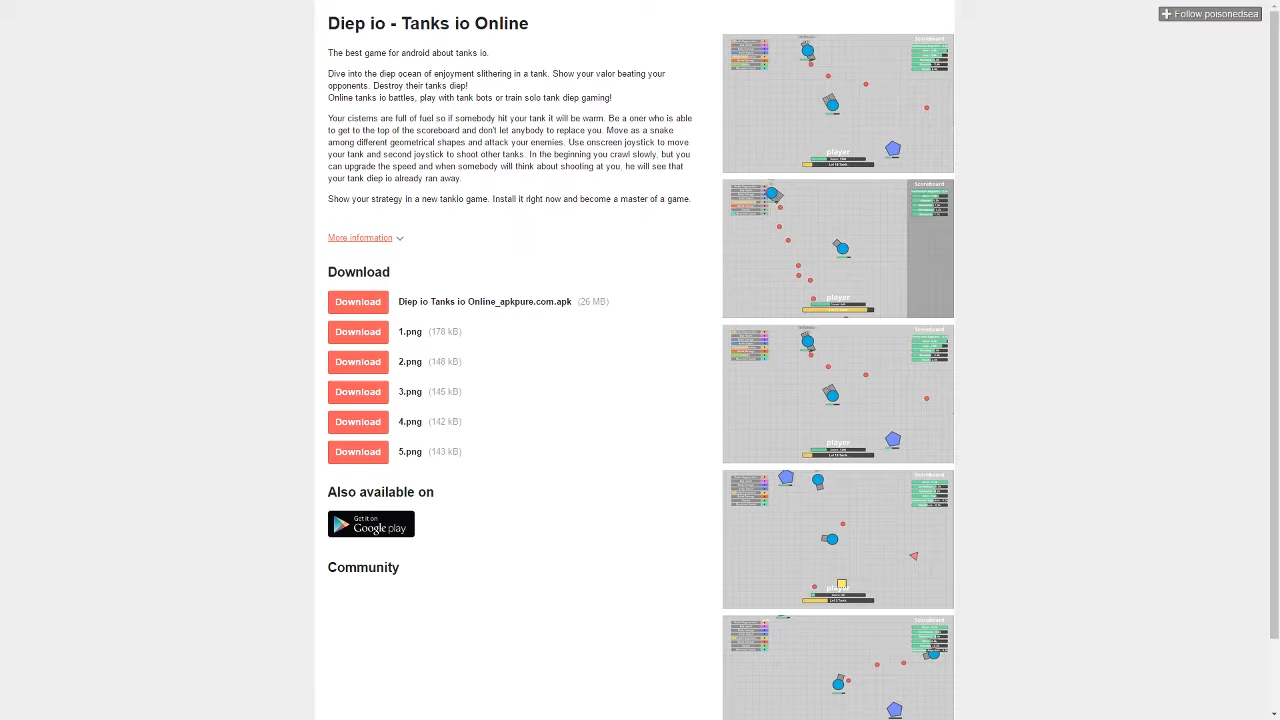 Diep io - Tanks io Online
Follow poisonedsea
The best game for android about tanks!
Dive into the diep ocean of enjoyment slithering in a tank. Show your valor beating your
opponents. Destroy their tanks diep!
Online tanks io battles, play with tank bots or train solo tank diep gaming!
Your cisterns are full of fuel so if somebody hit your tank it will be warm. Be a oner who is able
to get to the top of the scoreboard and don't let anybody to replace you. Move as a snake
among different geometrical shapes and attack your enemies. Use onscreen joystick to move
your tank and second joystick to shoot other tanks. In the beginning you crawl slowly, but you
can upgrade the speed and when somebody will think about shooting at you, he will see that
your tank diep io already ran away.
Show your score in a new tankio game! Install It right now and become a master of a game.
More information
Download
Download Diep io Tanks io Online_apkpure.com.apk (26 MB)
Download 1.png (178 kB)
Download 2.png (148 kB)
Download 3.png (145 kB)
Download 4.png (142 kB)
Download 5.png (143 kB)
Also available on
Get it on
Google play
Community
Scoreboard
player
Scoreboard
player
Scoreboard
player
Scoreboard
player
Scoreboard